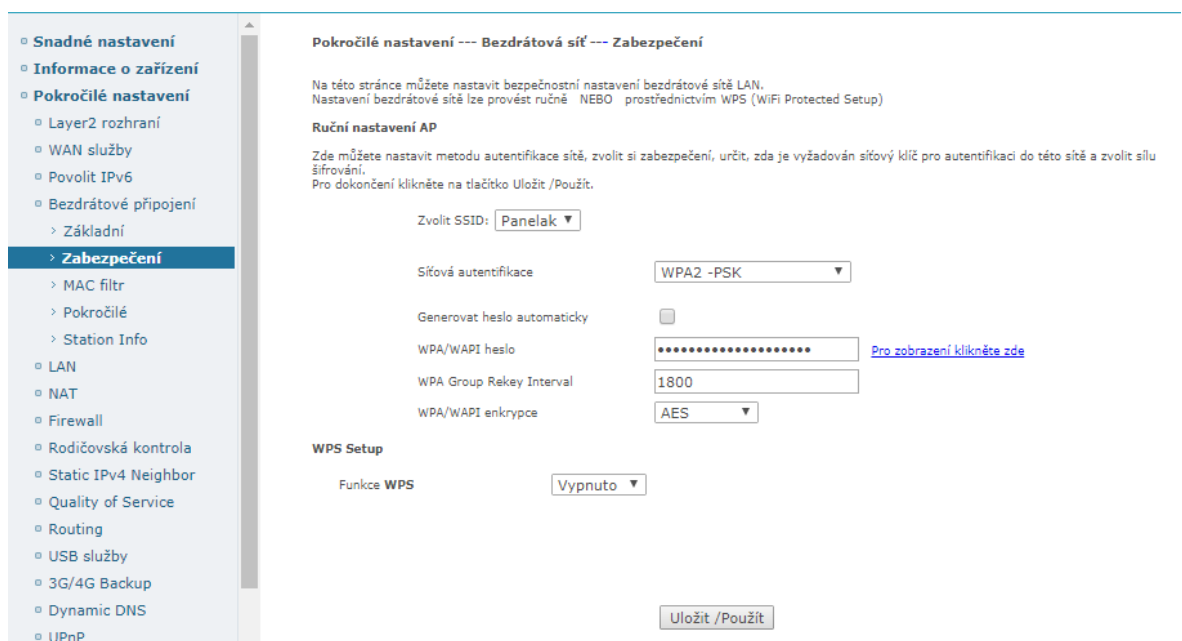 Snadné nastavení
Informace o zařízení
Pokročilé nastavení
Layer2 rozhraní
WAN služby
Povolit IPv6
Bezdrátové připojení
> Základní
> Zabezpečení
> MAC filtr
> Pokročilé
> Station Info
LAN
NAT
Firewall
Rodičovská kontrola
Static IPv4 Neighbor
Quality of Service
Routing
USB služby
3G/4G Backup
Dynamic DNS
UPnP
Pokročilé nastavení --- Bezdrátová síť --- Zabezpečení
Na této stránce můžete nastavit bezpečnostní nastavení bezdrátové sítě LAN.
Nastavení bezdrátové sítě lze provést ručně NEBO prostřednictvím WPS (WiFi Protected Setup)
Ruční nastavení AP
Zde můžete nastavit metodu autentifikace sítě, zvolit si zabezpečení, určit, zda je vyžadován síťový klíč pro autentifikaci do této sítě a zvolit sílu
šifrování.
Pro dokončení klikněte na tlačítko Uložit /Použít.
Zvolit SSID: Panelak
Síťová autentifikace WPA2 -PSK
Generovat heslo automaticky
WPA/WAPI heslo •••••••••••••••••••• Pro zobrazení klikněte zde
WPA Group Rekey Interval 1800
WPA/WAPI enkrypce AES
WPS Setup
Funkce WPS Vypnuto
Uložit /Použít